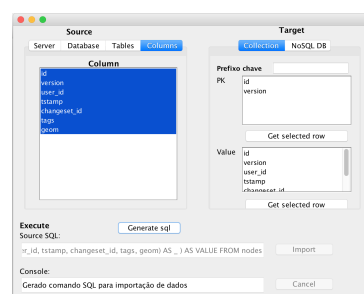 Source
Target
Server Database Tables Columns
Collection NoSQL DB
Column
id
version
user_id
tstamp
changeset_id
tags
geom
Prefixo chave
PK
id
version
Get selected row
Value
id
version
user_id
tstamp
changeset_id
Get selected row
Execute
Generate sql
Source SQL:
er_id, tstamp, changeset_id, tags, geom) AS _ ) AS VALUE FROM nodes
Import
Console:
Gerado comando SQL para importação de dados
Cancel